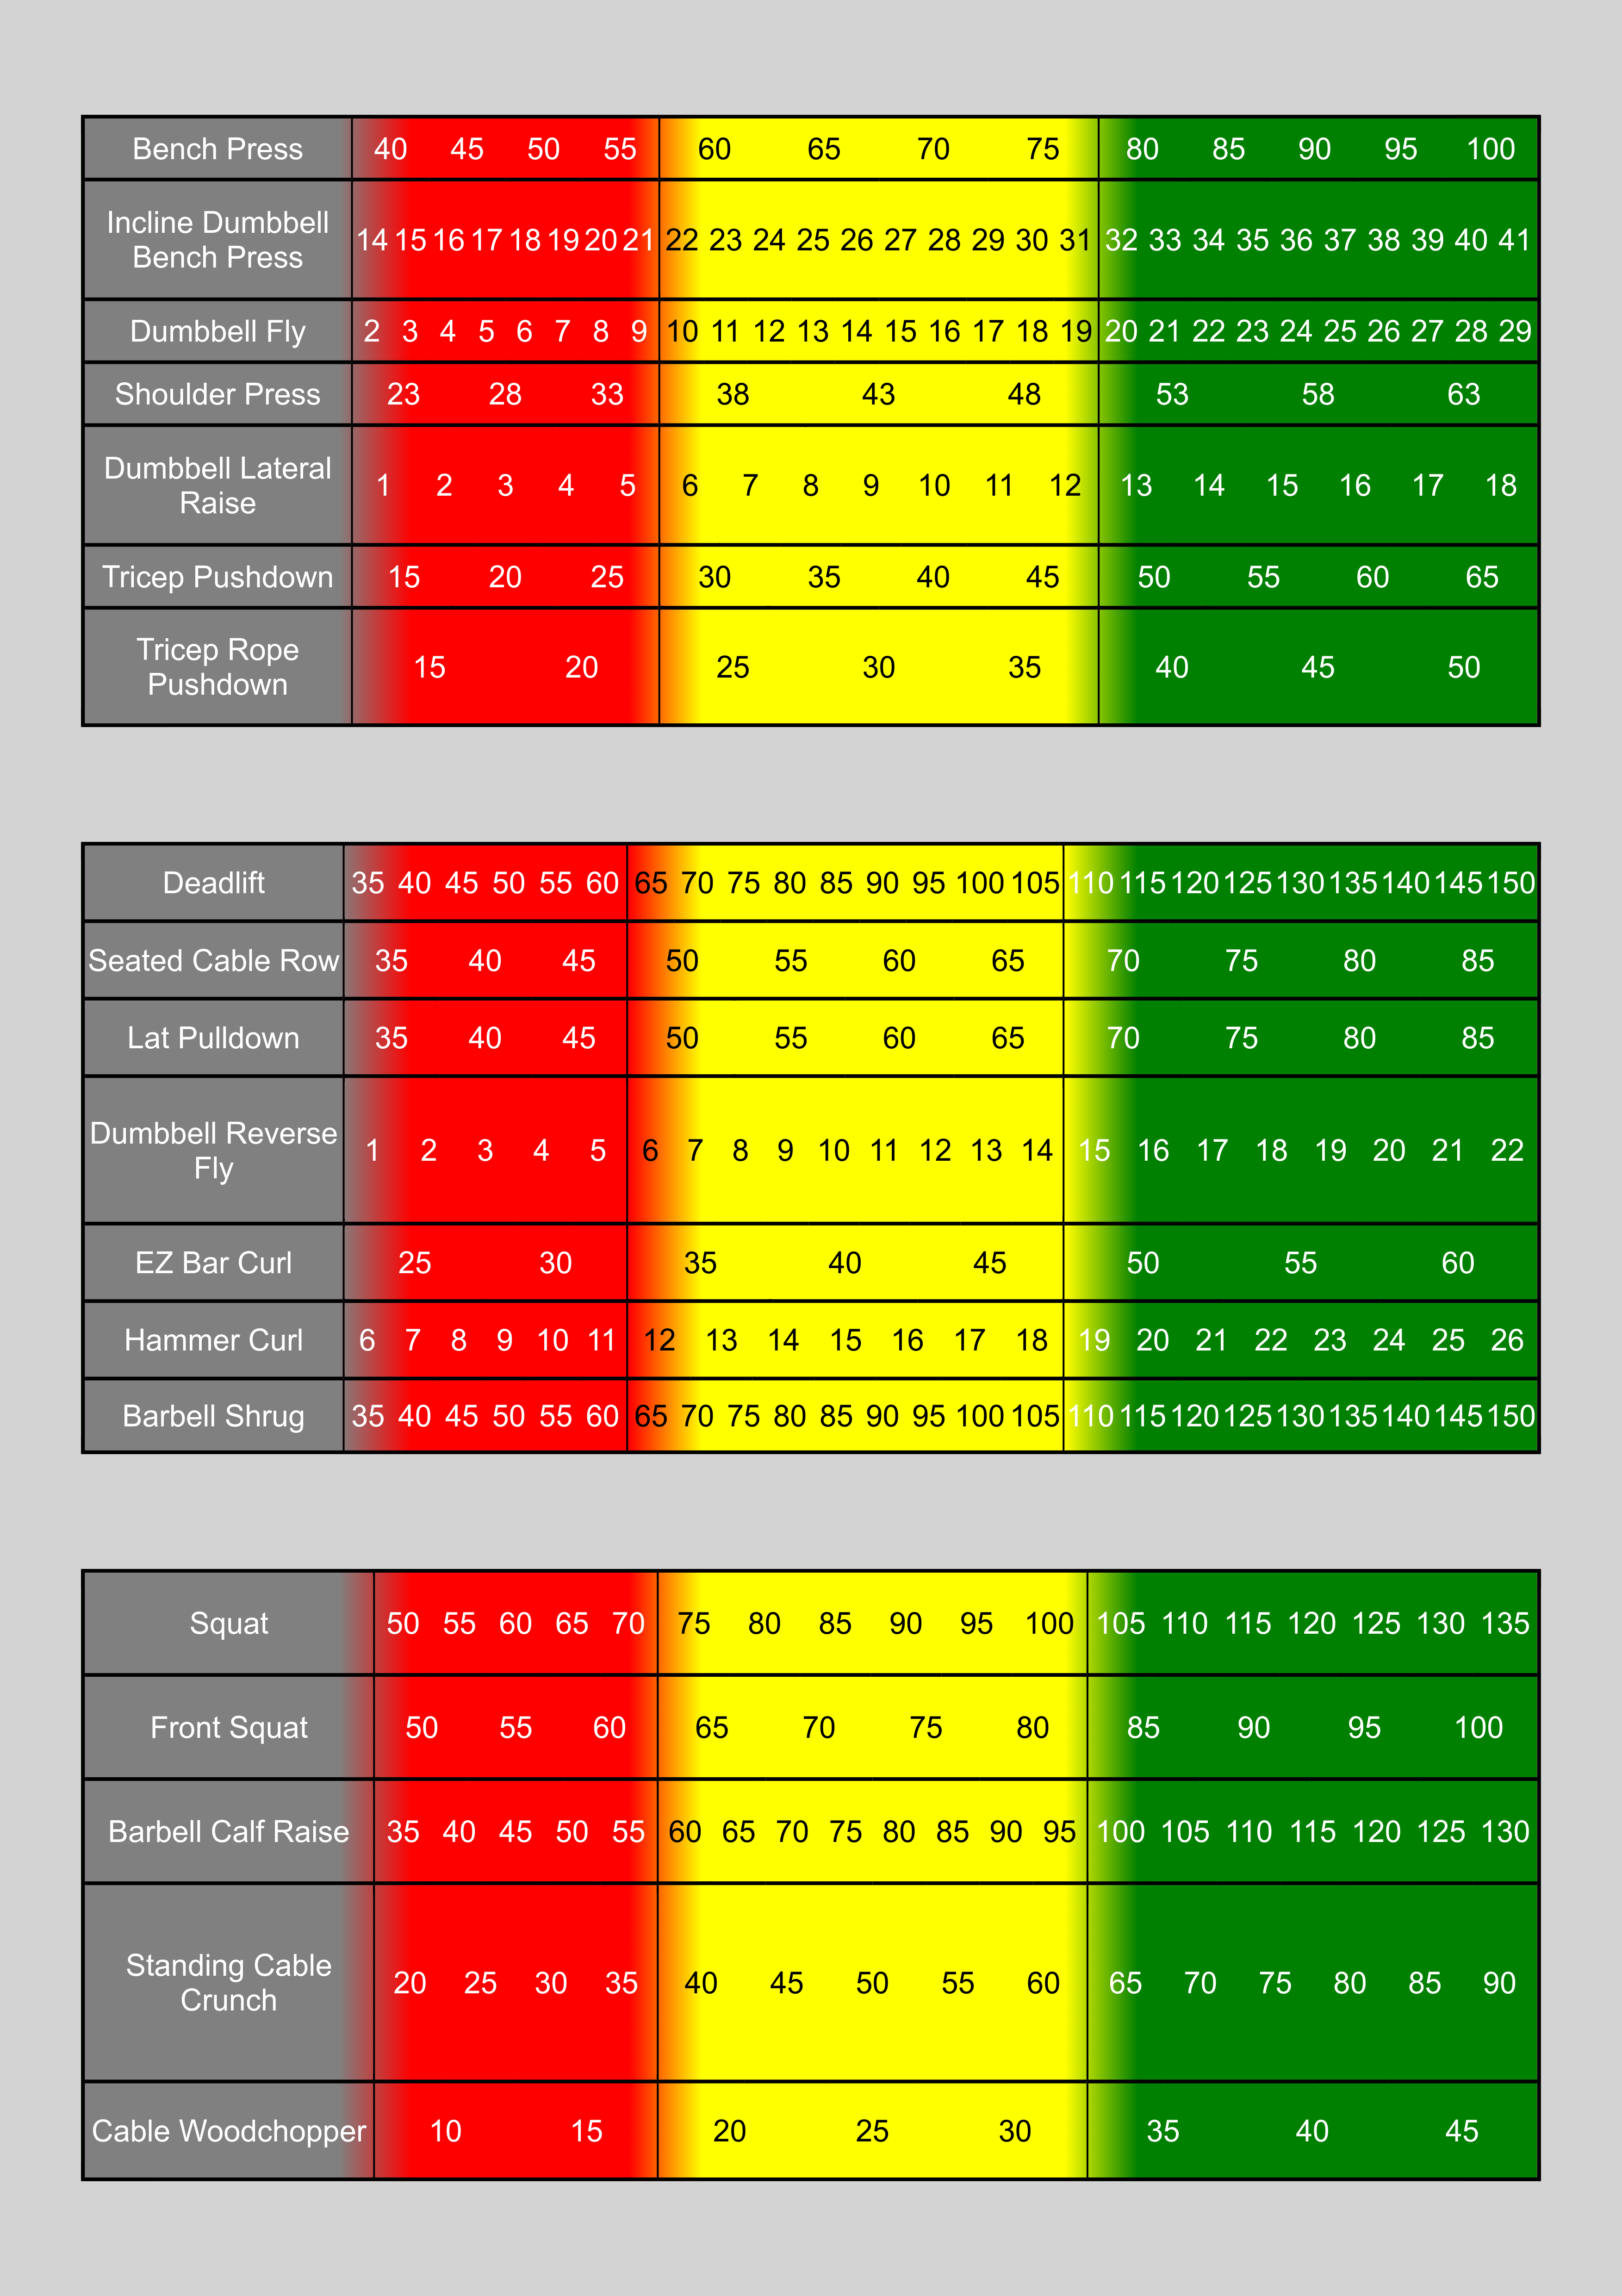 Bench Press 40 45 50 55 60 65 70 75 80 85 90 95 100
Incline Dumbbell
Bench Press 14 15 16 17 18 19 20 21 22 23 24 25 26 27 28 29 30 31 32 33 34 35 36 37 38 39 40 41
Dumbbell Fly 2 3 4 5 6 7 8 9 10 11 12 13 14 15 16 17 18 19 20 21 22 23 24 25 26 27 28 29
Shoulder Press 23 28 33 38 43 48 53 58 63
Dumbbell Lateral
Raise 1 2 3 4 5 6 7 8 9 10 11 12 13 14 15 16 17 18
Tricep Pushdown 15 20 25 30 35 40 45 50 55 60 65
Tricep Rope
Pushdown 15 20 25 30 35 40 45 50
Deadlift 35 40 45 50 55 60 65 70 75 80 85 90 95 100 105 110 115 120 125 130 135 140 145 150
Seated Cable Row 35 40 45 50 55 60 65 70 75 80 85
Lat Pulldown 35 40 45 50 55 60 65 70 75 80 85
Dumbbell Reverse
Fly 1 2 3 4 5 6 7 8 9 10 11 12 13 14 15 16 17 18 19 20 21 22
EZ Bar Curl 25 30 35 40 45 50 55 60
Hammer Curl 6 7 8 9 10 11 12 13 14 15 16 17 18 19 20 21 22 23 24 25 26
Barbell Shrug 35 40 45 50 55 60 65 70 75 80 85 90 95 100 105 110 115 120 125 130 135 140 145 150
Squat 50 55 60 65 70 75 80 85 90 95 100 105 110 115 120 125 130 135
Front Squat 50 55 60 65 70 75 80 85 90 95 100
Barbell Calf Raise 35 40 45 50 55 60 65 70 75 80 85 90 95 100 105 110 115 120 125 130
Standing Cable
Crunch 20 25 30 35 40 45 50 55 60 65 70 75 80 85 90
Cable Woodchopper 10 15 20 25 30 35 40 45